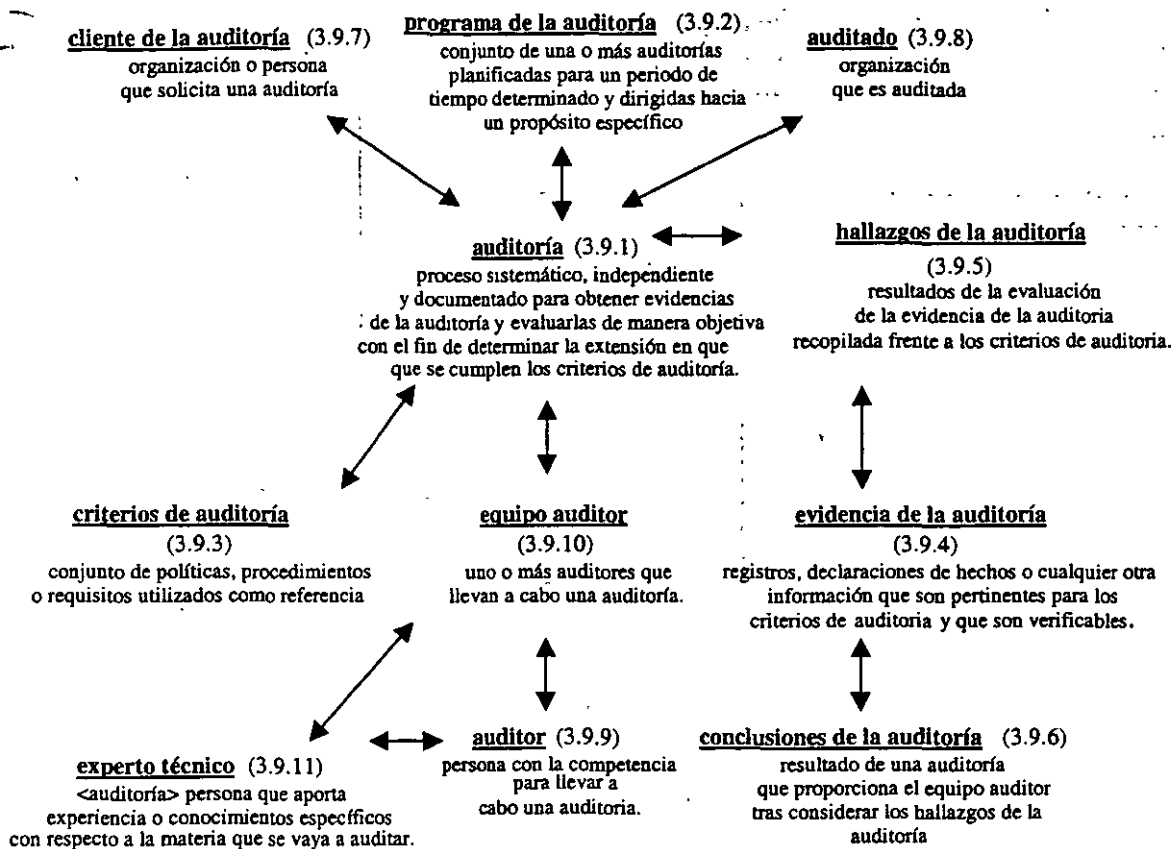 cliente de la auditoría (3.9.7)
organización o persona
que solicita una auditoría
programa de la auditoría (3.9.2)
conjunto de una o más auditorías
planificadas para un periodo de
tiempo determinado y dirigidas hacia
un propósito específico
auditado (3.9.8)
organización
que es auditada
auditoría (3.9.1)
proceso sistemático, independiente
y documentado para obtener evidencias
de la auditoría y evaluarlas de manera objetiva
con el fin de determinar la extensión en que
que se cumplen los criterios de auditoría.
hallazgos de la auditoría
(3.9.5)
resultados de la evaluación
de la evidencia de la auditoria
recopilada frente a los criterios de auditoria.
criterios de auditoría
(3.9.3)
conjunto de políticas, procedimientos
o requisitos utilizados como referencia
equipo auditor
(3.9.10)
uno o más auditores que
llevan a cabo una auditoría.
evidencia de la auditoría
(3.9.4)
registros, declaraciones de hechos o cualquier otra
información que son pertinentes para los
criterios de auditoria y que son verificables.
experto técnico (3.9.11)
<auditoría> persona que aporta
experiencia o conocimientos específicos
con respecto a la materia que se vaya a auditar.
auditor (3.9.9)
persona con la competencia
para llevar a
cabo una auditoria.
conclusiones de la auditoría (3.9.6)
resultado de una auditoría
que proporciona el equipo auditor
tras considerar los hallazgos de la
auditoría